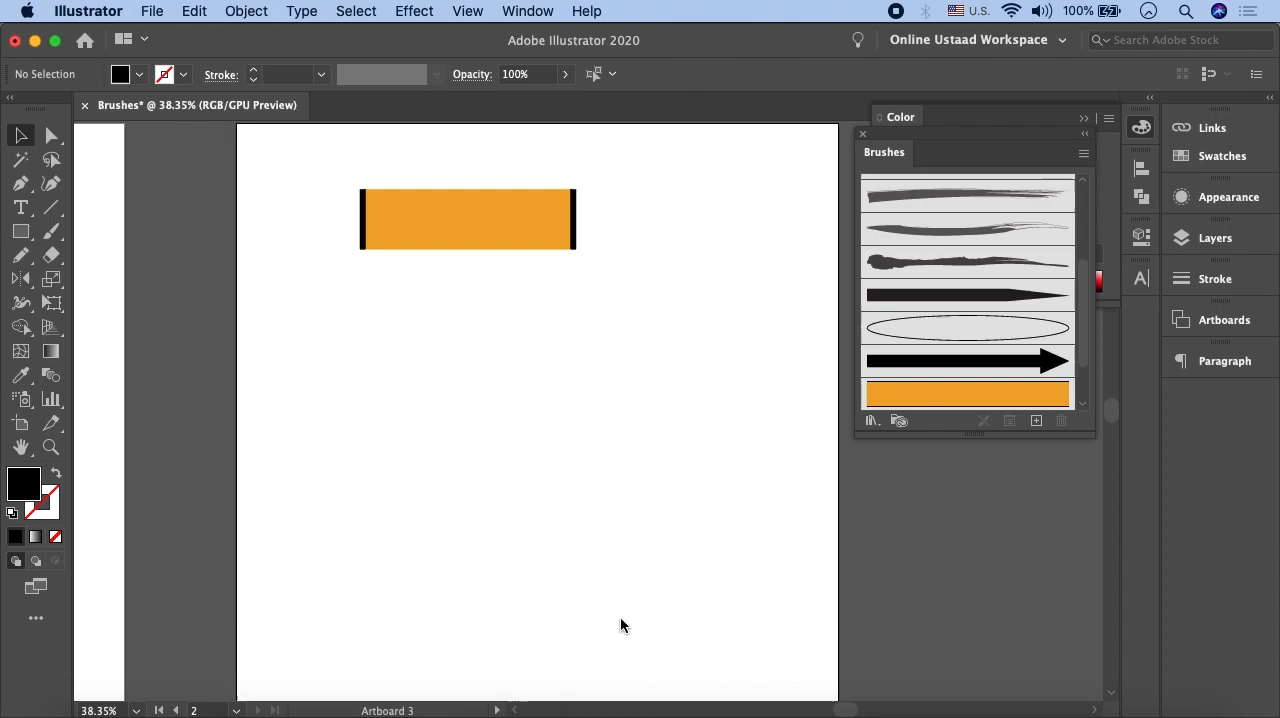 Illustrator File Edit Object Type Select Effect View Window Help U.S. 100%
Adobe Illustrator 2020 Online Ustaad Workspace Search Adobe Stock
No Selection Stroke: Opacity: 100%
Brushes* @ 38.35% (RGB/GPU Preview)
Color
Brushes
Links
Swatches
Appearance
Layers
Stroke
Artboards
Paragraph
38.35% 2 Artboard 3